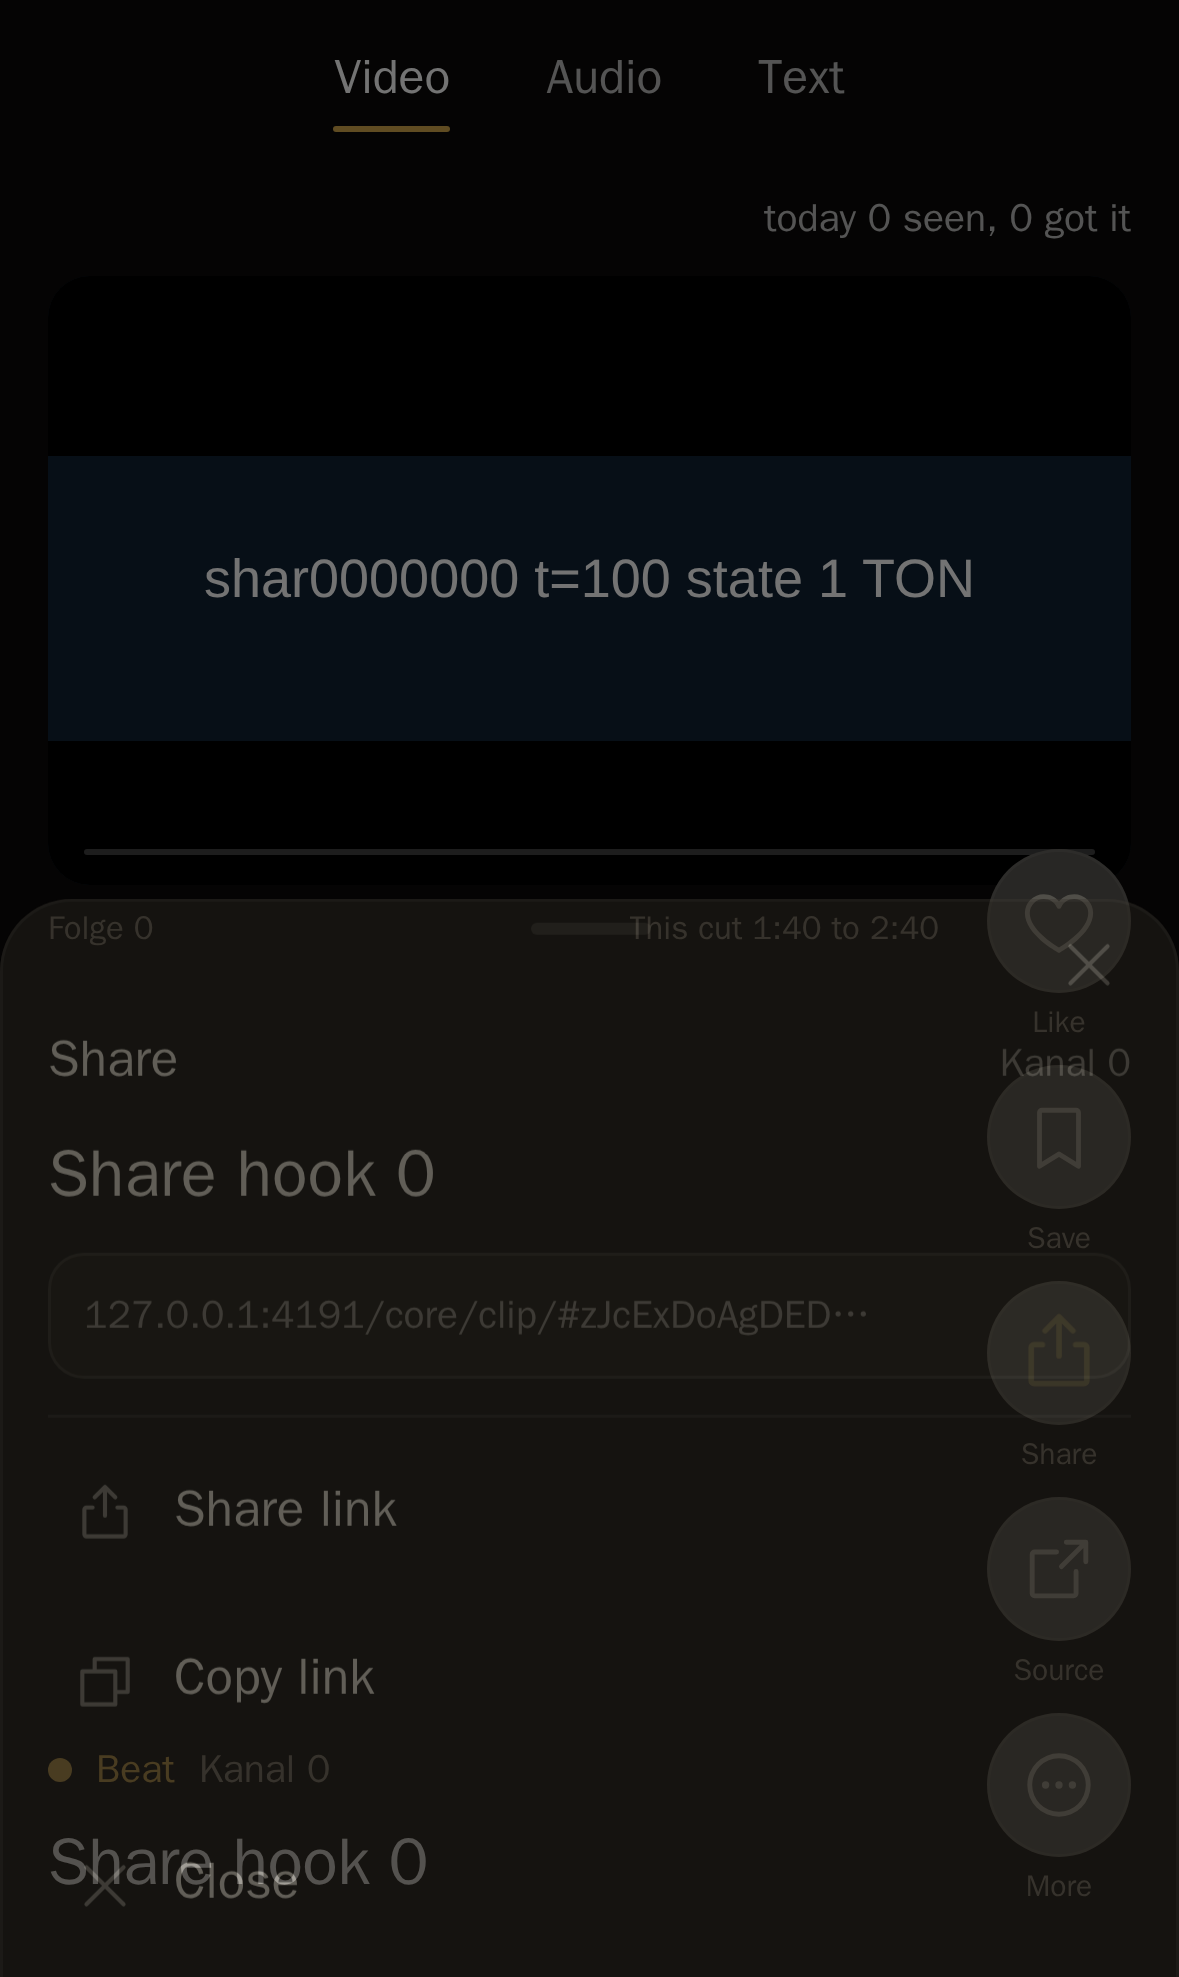 Video Audio Text
today 0 seen, 0 got it
shar0000000 t=100 state 1 TON
Folge 0 This cut 1:40 to 2:40
Like
Share Kanal 0
Share hook 0
Save
127.0.0.1:4191/core/clip/#zJcExDoAgDED…
Share
Share link
Source
Copy link
Beat Kanal 0
Share hook 0
Close
More